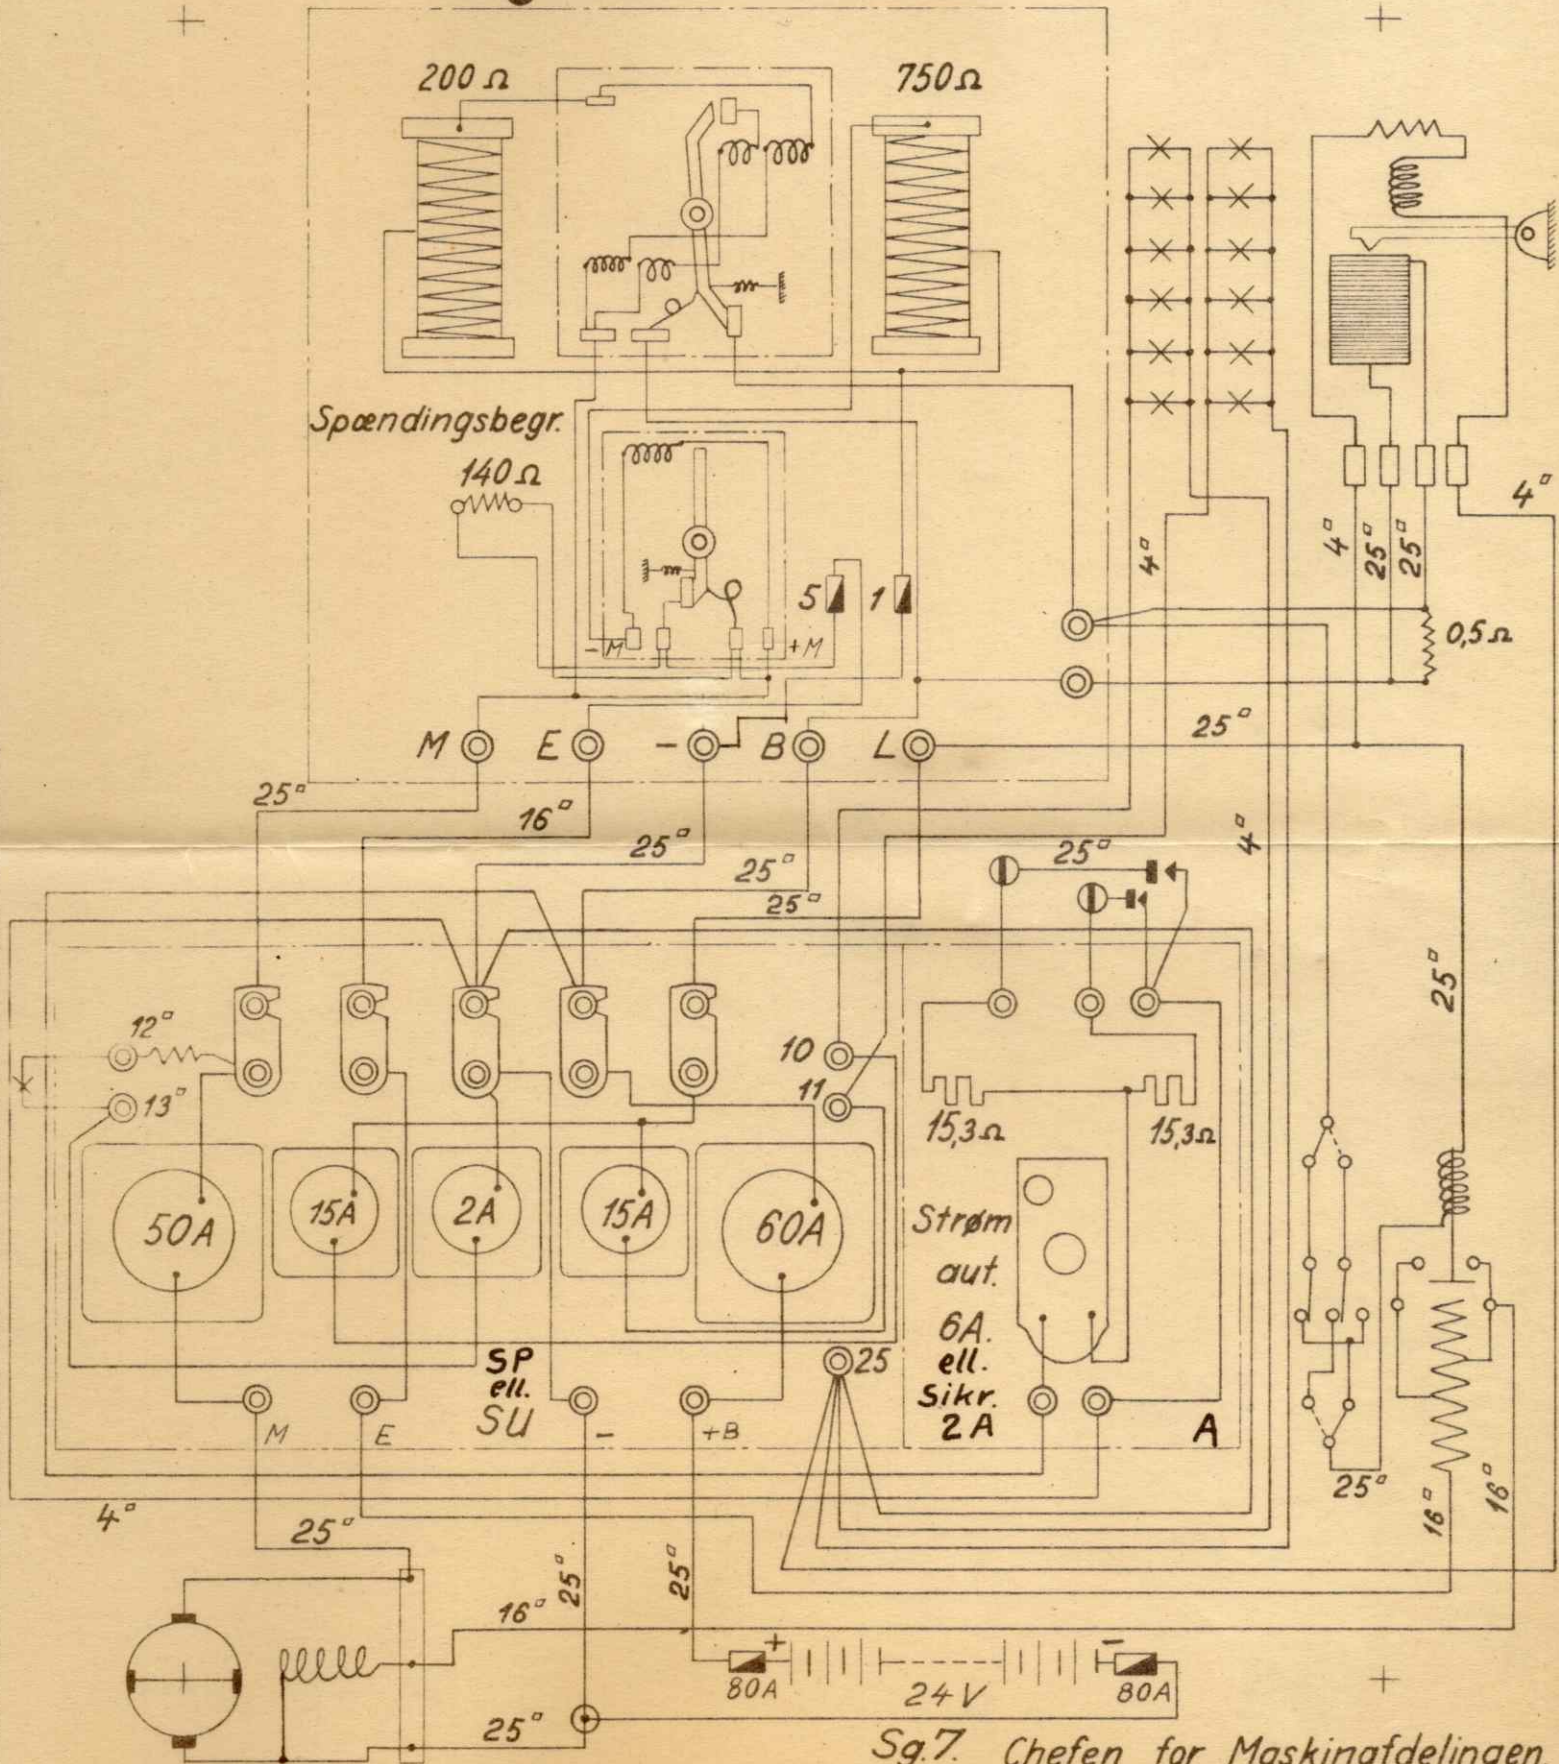 200 Ω
750 Ω
Spændingsbegr.
140 Ω
5
1
- M
+ M
4□
4□
25□
25□
4□
0,5 Ω
M
E
-
B
L
25□
25□
16□
25□
25□
25□
4□
25□
25□
12□
13□
10
11
15,3 Ω
15,3 Ω
50A
15A
2A
15A
60A
Strøm
aut.
6A.
ell.
Sikr.
2A
SP
ell.
SU
25
M
E
-
+B
A
25□
16□
16□
4□
25□
25□
25□
16□
+
-
80A
24V
80A
25□
Sg.7. Chefen for Maskinafdelingen